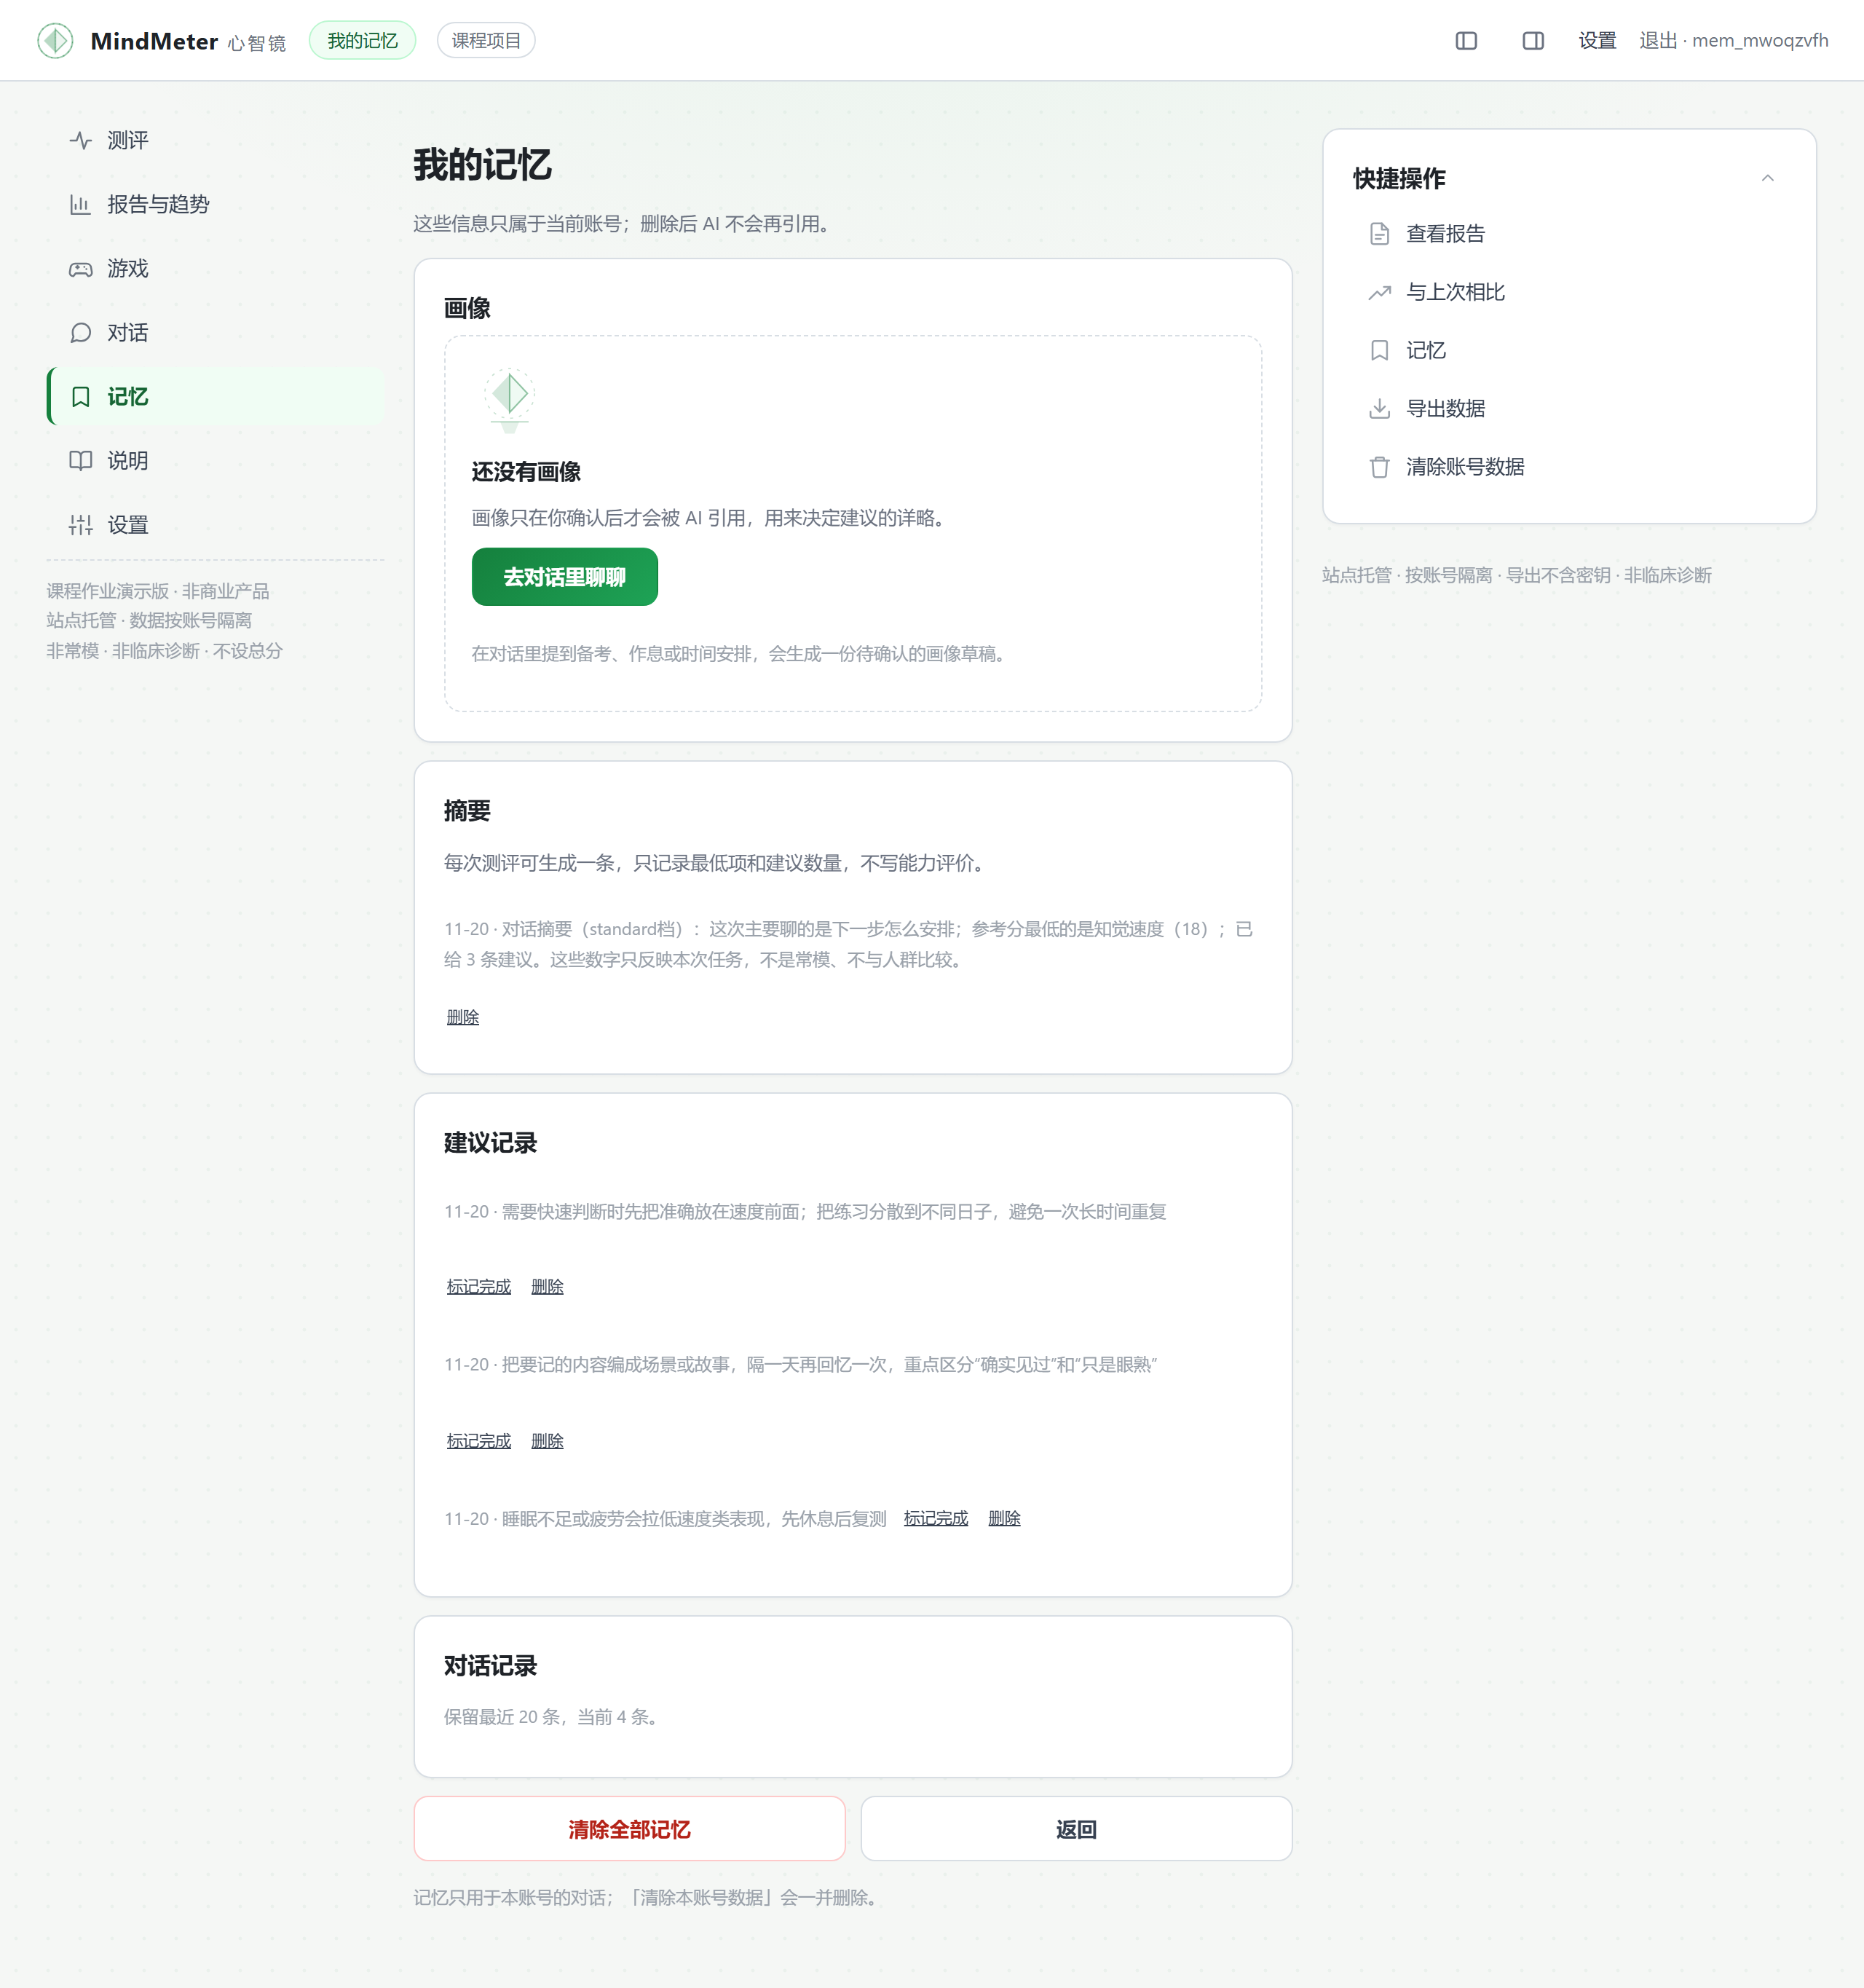 MindMeter 心智镜
我的记忆
课程项目
设置
退出 · mem_mwoqzvfh
测评
报告与趋势
游戏
对话
记忆
说明
设置
课程作业演示版 · 非商业产品
站点托管 · 数据按账号隔离
非常模 · 非临床诊断 · 不设总分
我的记忆
这些信息只属于当前账号；删除后 AI 不会再引用。
画像
还没有画像
画像只在你确认后才会被 AI 引用，用来决定建议的详略。
去对话里聊聊
在对话里提到备考、作息或时间安排，会生成一份待确认的画像草稿。
摘要
每次测评可生成一条，只记录最低项和建议数量，不写能力评价。
11-20 · 对话摘要（standard档）：这次主要聊的是下一步怎么安排；参考分最低的是知觉速度（18）；已
给 3 条建议。这些数字只反映本次任务，不是常模、不与人群比较。
删除
建议记录
11-20 · 需要快速判断时先把准确放在速度前面；把练习分散到不同日子，避免一次长时间重复
标记完成 删除
11-20 · 把要记的内容编成场景或故事，隔一天再回忆一次，重点区分“确实见过”和“只是眼熟”
标记完成 删除
11-20 · 睡眠不足或疲劳会拉低速度类表现，先休息后复测 标记完成 删除
对话记录
保留最近 20 条，当前 4 条。
清除全部记忆
返回
记忆只用于本账号的对话；「清除本账号数据」会一并删除。
快捷操作
查看报告
与上次相比
记忆
导出数据
清除账号数据
站点托管 · 按账号隔离 · 导出不含密钥 · 非临床诊断